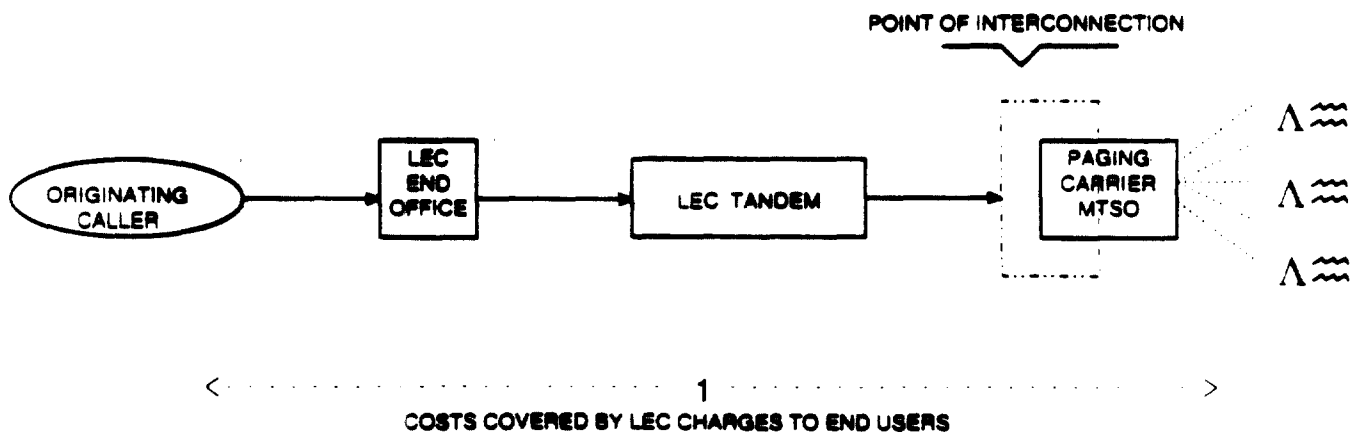 POINT OF INTERCONNECTION
ORIGINATING
CALLER
LEC
END
OFFICE
LEC TANDEM
PAGING
CARRIER
MTSO
1
COSTS COVERED BY LEC CHARGES TO END USERS